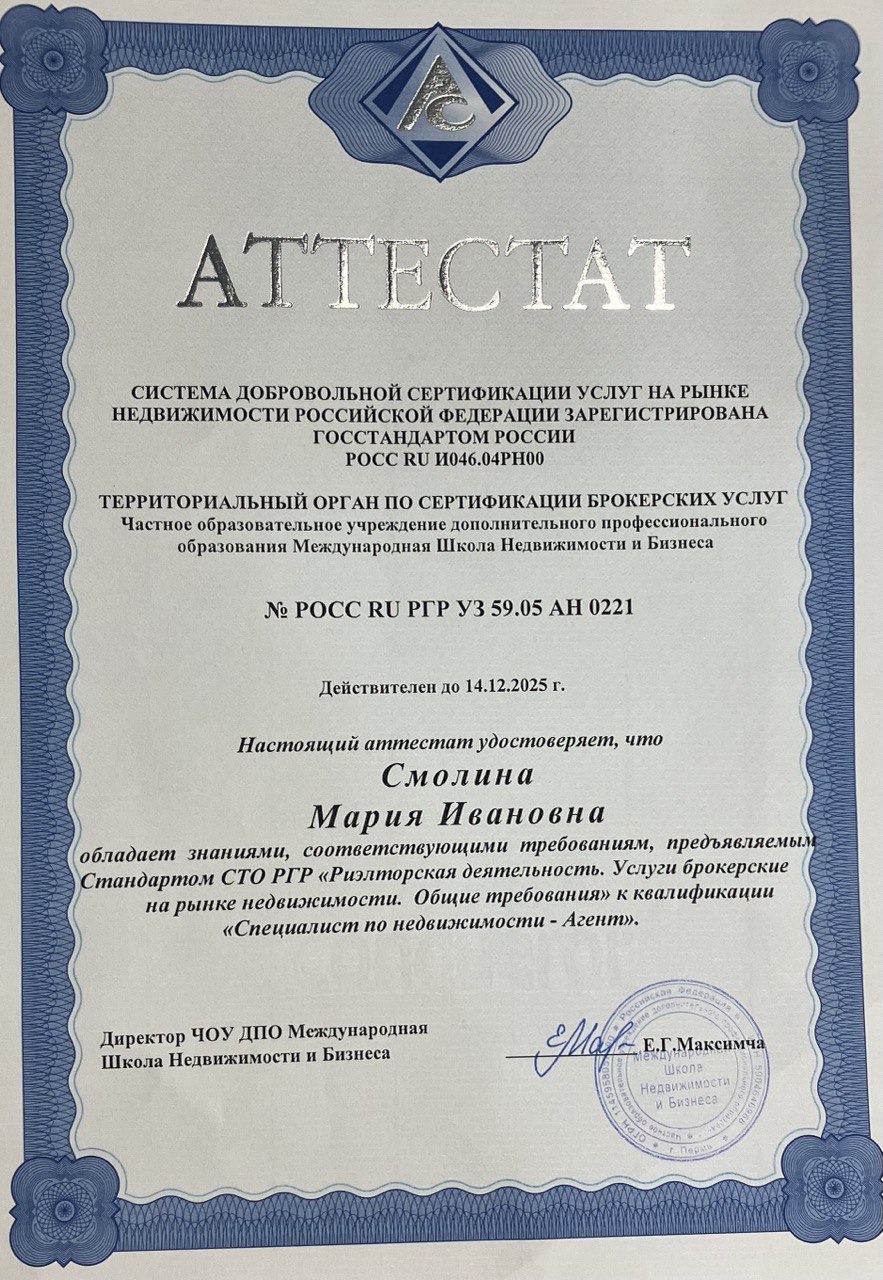 АТТЕСТАТ
СИСТЕМА ДОБРОВОЛЬНОЙ СЕРТИФИКАЦИИ УСЛУГ НА РЫНКЕ
НЕДВИЖИМОСТИ РОССИЙСКОЙ ФЕДЕРАЦИИ ЗАРЕГИСТРИРОВАНА
ГОССТАНДАРТОМ РОССИИ
РОСС RU И046.04РН00
ТЕРРИТОРИАЛЬНЫЙ ОРГАН ПО СЕРТИФИКАЦИИ БРОКЕРСКИХ УСЛУГ
Частное образовательное учреждение дополнительного профессионального
образования Международная Школа Недвижимости и Бизнеса
№ РОСС RU РГР УЗ 59.05 АН 0221
Действителен до 14.12.2025 г.
Настоящий аттестат удостоверяет, что
Смолина
Мария Ивановна
обладает знаниями, соответствующими требованиям, предъявляемым
Стандартом СТО РГР «Риэлторская деятельность. Услуги брокерские
на рынке недвижимости. Общие требования» к квалификации
«Специалист по недвижимости - Агент».
Директор ЧОУ ДПО Международная
Школа Недвижимости и Бизнеса
Е.Г.Максимча
Российская Федерация
Международная
Школа
Недвижимости
и Бизнеса
г. Пермь